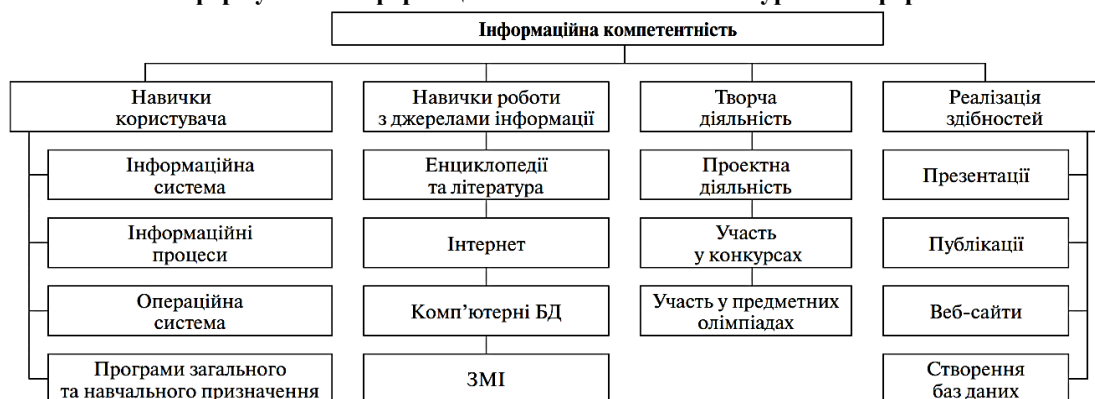 Інформаційна компетентність
Навички
користувача
Інформаційна
система
Інформаційні
процеси
Операційна
система
Програми загального
та навчального призначення
Навички роботи
з джерелами інформації
Енциклопедії
та література
Інтернет
Комп’ютерні БД
ЗМІ
Творча
діяльність
Проектна
діяльність
Участь
у конкурсах
Участь у предметних
олімпіадах
Реалізація
здібностей
Презентації
Публікації
Веб-сайти
Створення
баз даних